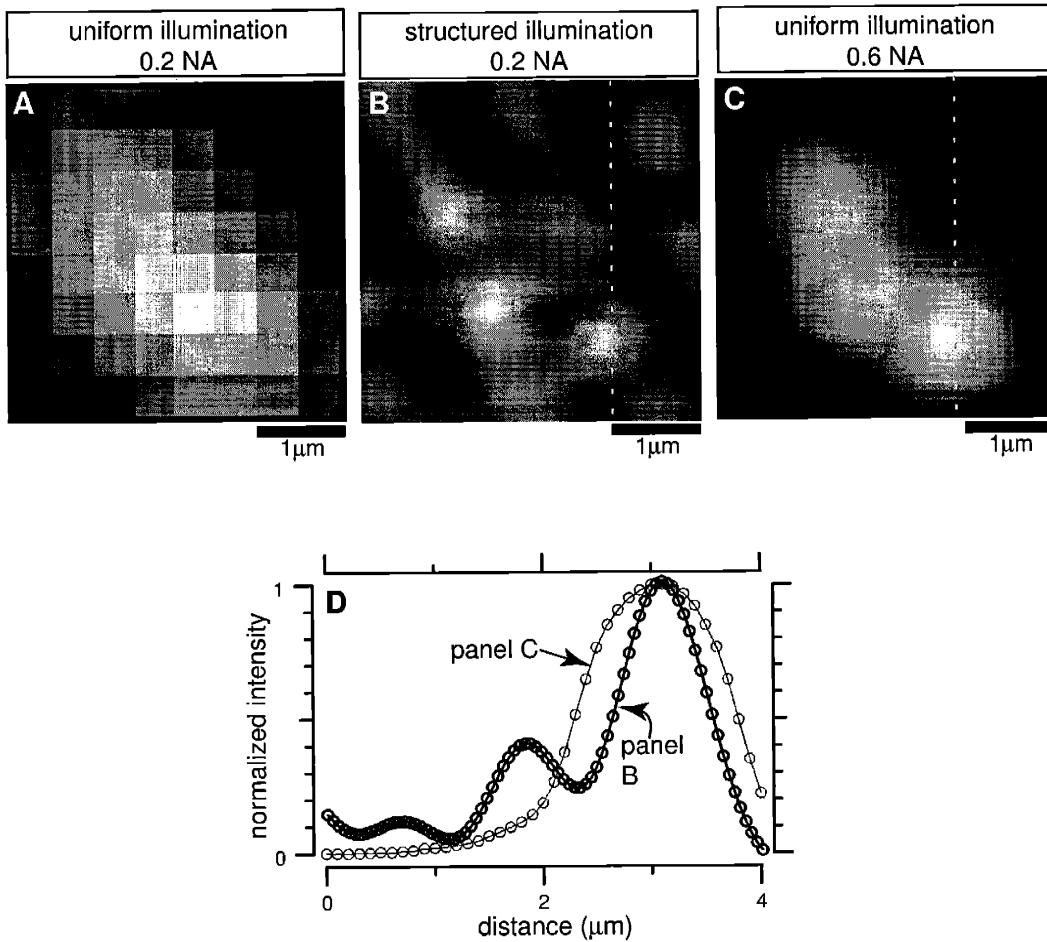 uniform illumination
0.2 NA
structured illumination
0.2 NA
uniform illumination
0.6 NA
A
B
C
1µm
1µm
1µm
D
1
0
normalized intensity
panel C
panel
B
0
2
4
distance (µm)